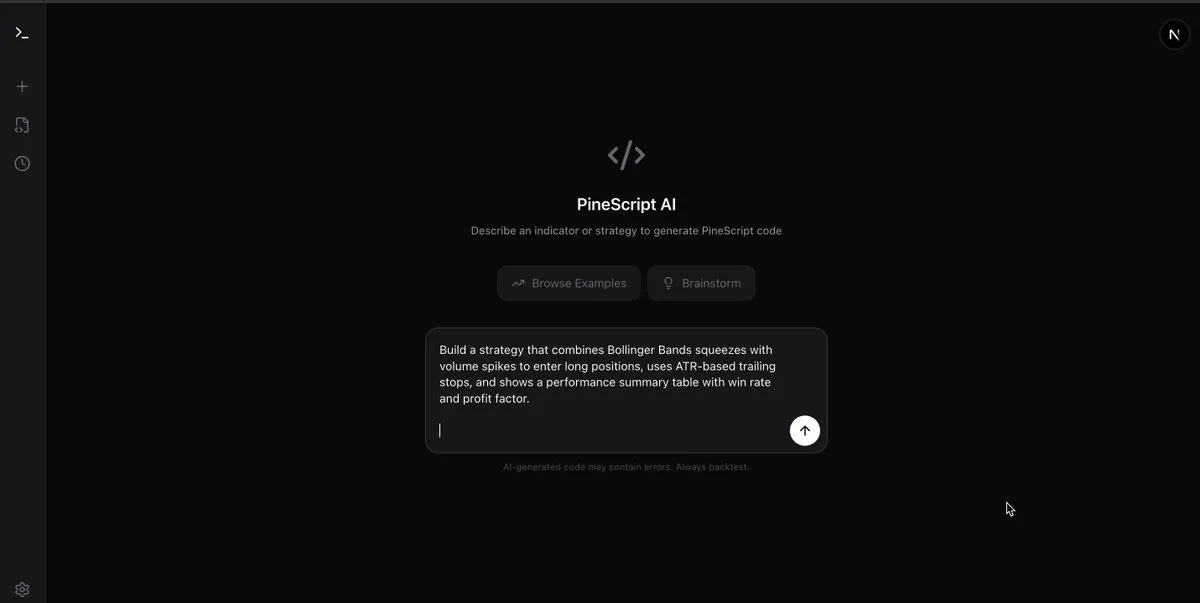 N
PineScript AI
Describe an indicator or strategy to generate PineScript code
Browse Examples
Brainstorm
Build a strategy that combines Bollinger Bands squeezes with
volume spikes to enter long positions, uses ATR-based trailing
stops, and shows a performance summary table with win rate
and profit factor.
AI-generated code may contain errors. Always backtest.